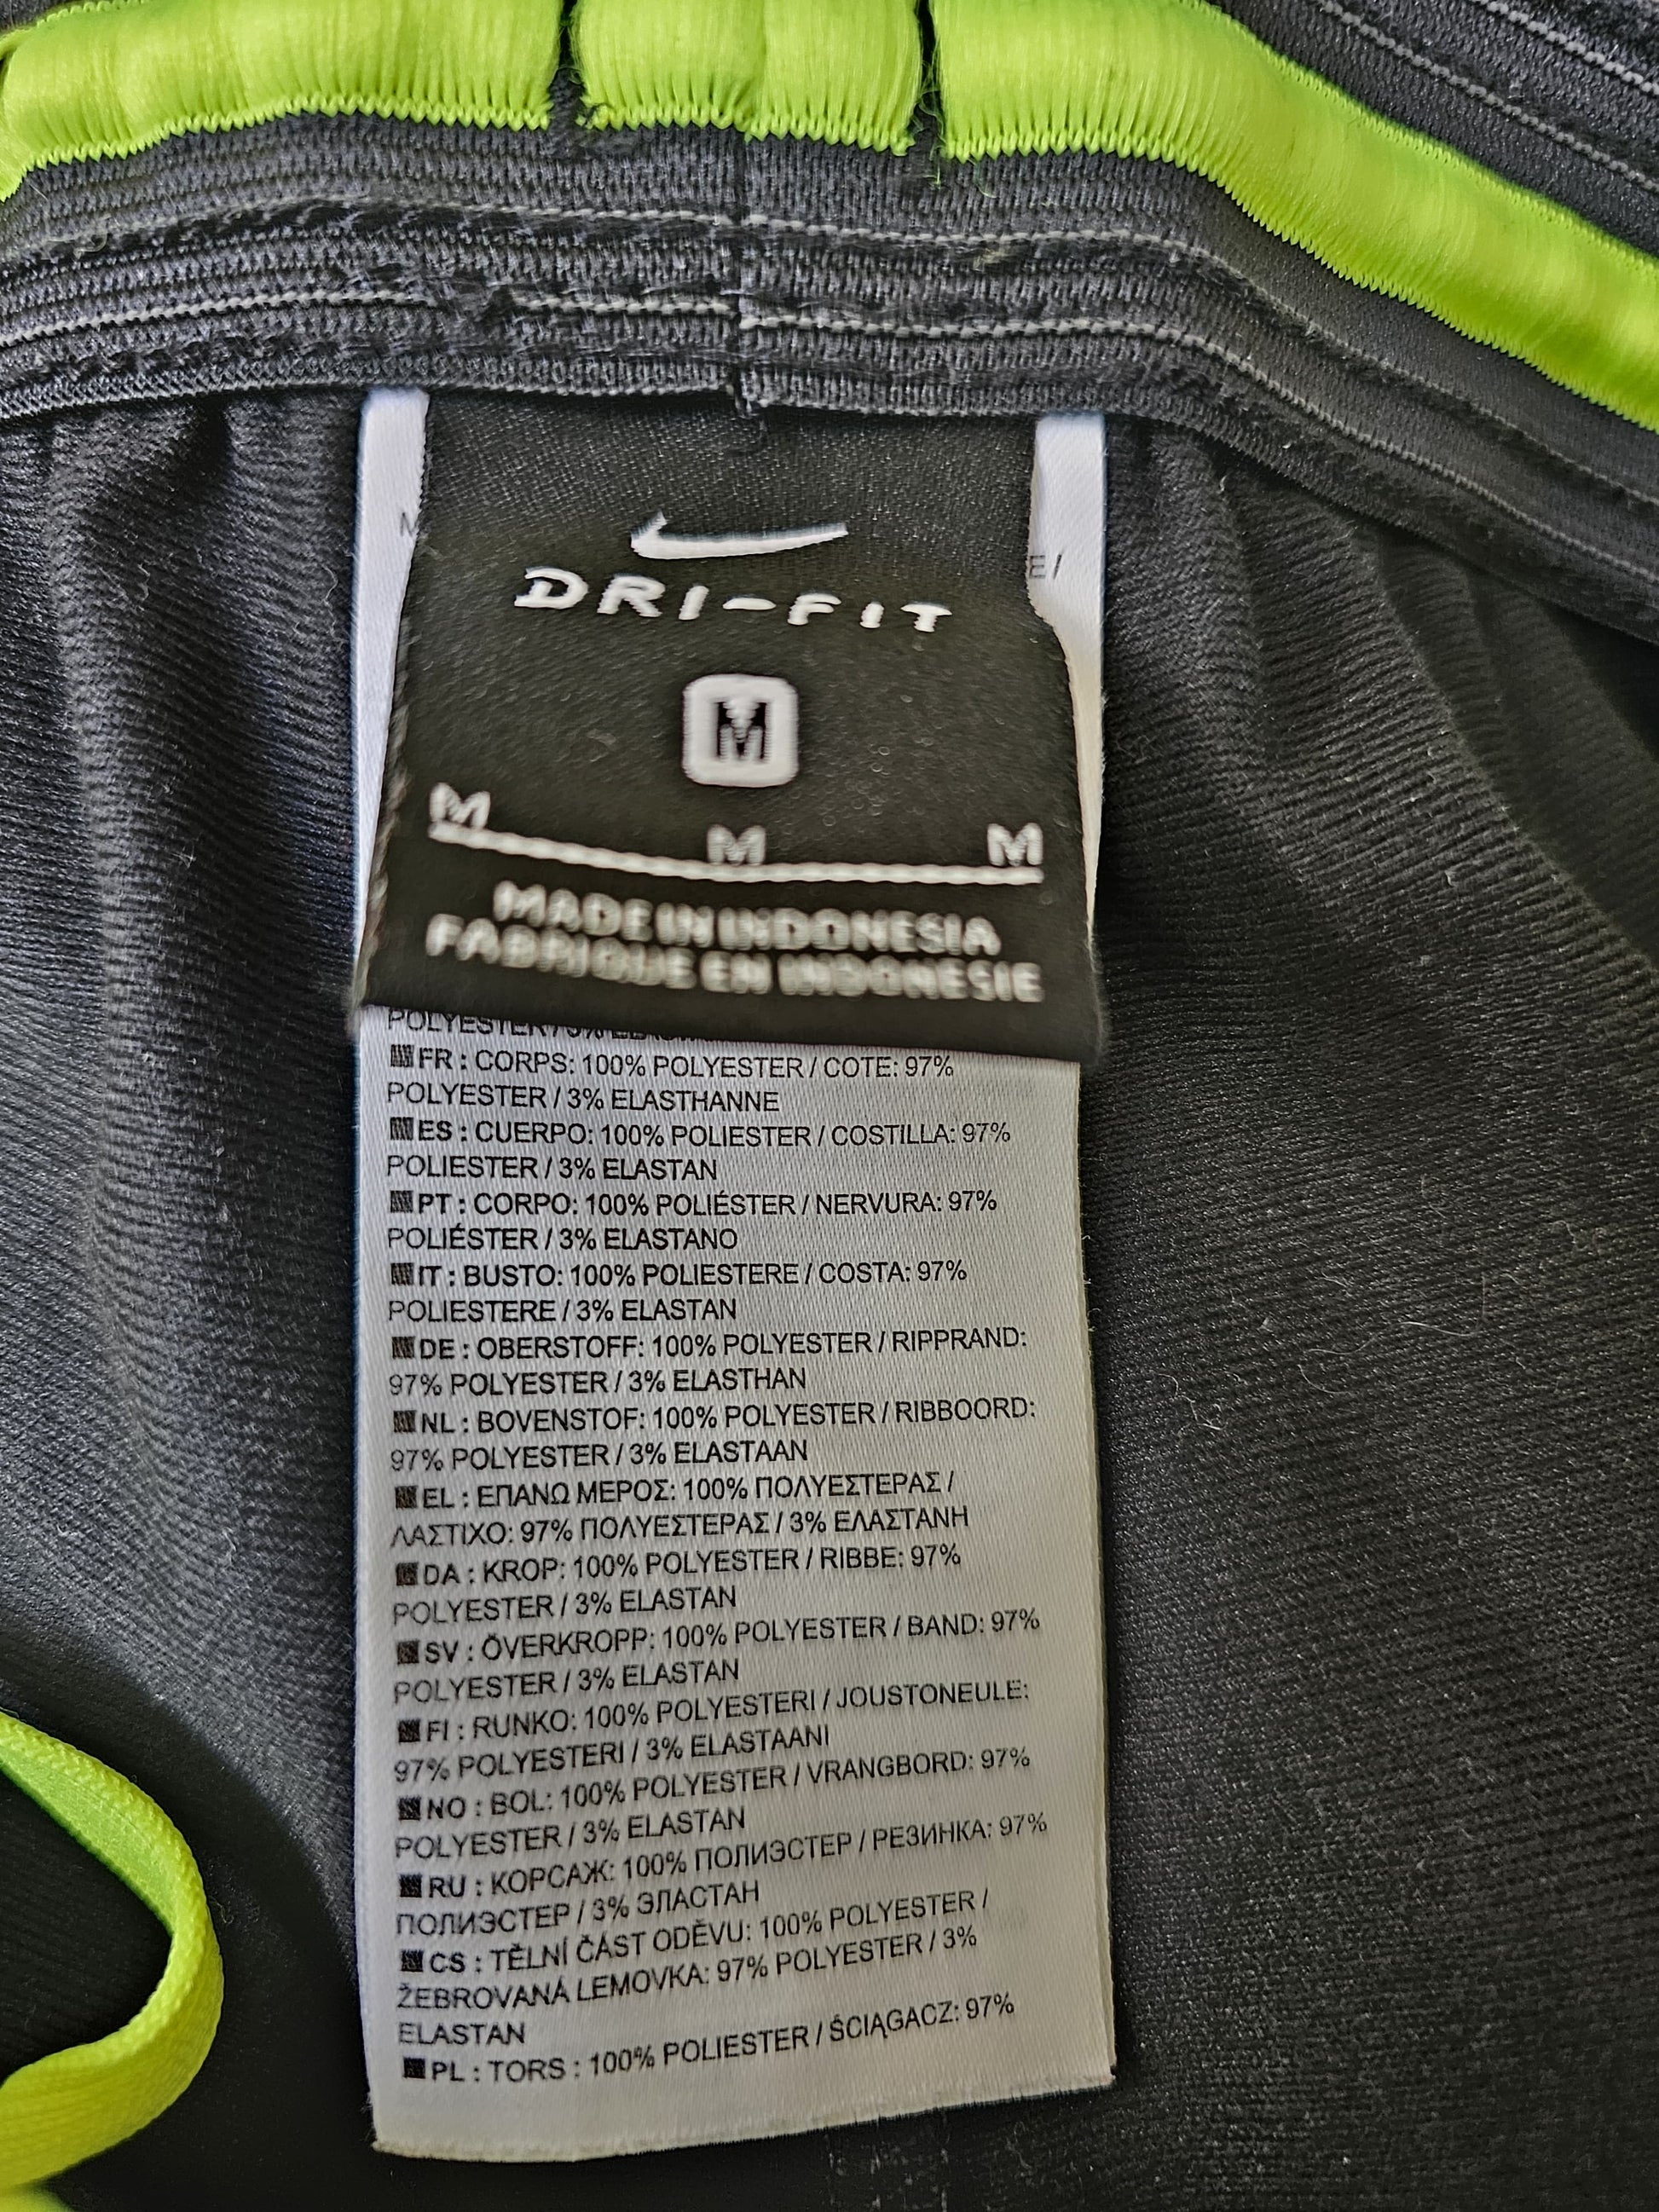 DRI-FIT
M
M M M
MADE IN INDONESIA
FABRIQUE EN INDONESIE
M
E/
POLYESTER / 3%
FR : CORPS: 100% POLYESTER / COTE: 97%
POLYESTER / 3% ELASTHANNE
ES : CUERPO: 100% POLIESTER / COSTILLA: 97%
POLIESTER / 3% ELASTAN
PT : CORPO: 100% POLIÉSTER / NERVURA: 97%
POLIÉSTER / 3% ELASTANO
IT : BUSTO: 100% POLIESTERE / COSTA: 97%
POLIESTERE / 3% ELASTAN
DE : OBERSTOFF: 100% POLYESTER / RIPPRAND:
97% POLYESTER / 3% ELASTHAN
NL : BOVENSTOF: 100% POLYESTER / RIBBOORD:
97% POLYESTER / 3% ELASTAAN
EL : ΕΠΑΝΩ ΜΕΡΟΣ: 100% ΠΟΛΥΕΣΤΕΡΑΣ /
ΛΑΣΤΙΧΟ: 97% ΠΟΛΥΕΣΤΕΡΑΣ / 3% ΕΛΑΣΤΑΝΗ
DA : KROP: 100% POLYESTER / RIBBE: 97%
POLYESTER / 3% ELASTAN
SV : ÖVERKROPP: 100% POLYESTER / BAND: 97%
POLYESTER / 3% ELASTAN
FI : RUNKO: 100% POLYESTERI / JOUSTONEULE:
97% POLYESTERI / 3% ELASTAANI
NO : BOL: 100% POLYESTER / VRANGBORD: 97%
POLYESTER / 3% ELASTAN
RU : КОРСАЖ: 100% ПОЛИЭСТЕР / РЕЗИНКА: 97%
ПОЛИЭСТЕР / 3% ЭЛАСТАН
CS : TĚLNÍ ČÁST ODĚVU: 100% POLYESTER /
ŽEBROVANÁ LEMOVKA: 97% POLYESTER / 3%
ELASTAN
PL : TORS : 100% POLIESTER / ŚCIĄGACZ: 97%